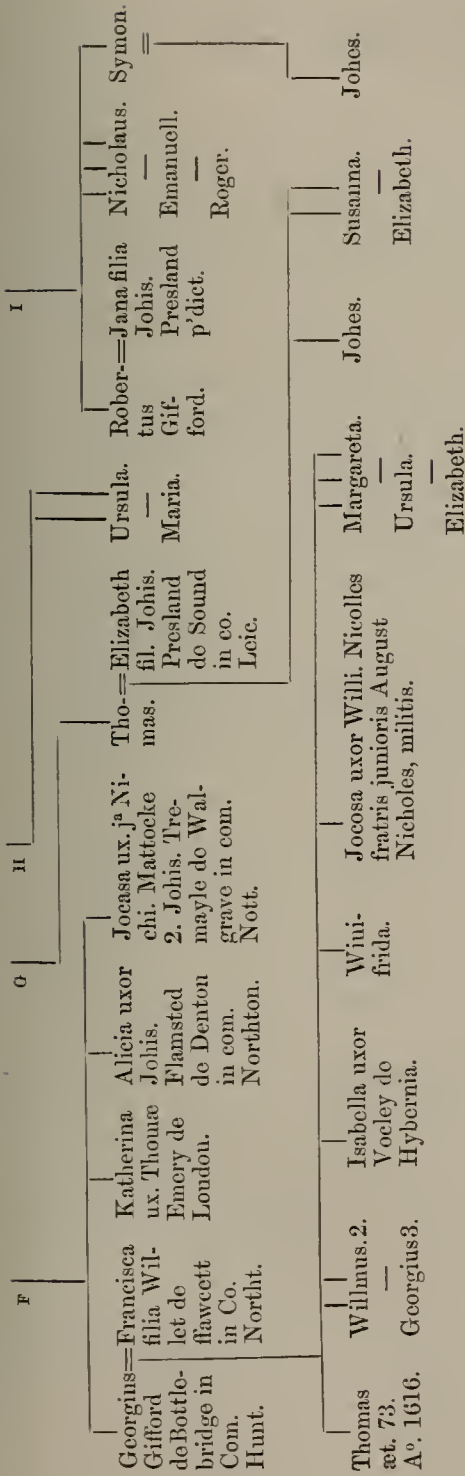 F
G
H
I
Georgius=Francisca
Gifford
filia Wil-
de Bottle-
let de
bridge in
ffawcett
Com.
in Co.
Hunt.
Northt.
Katherina
ux. Thomæ
Emery de
London.
Alicia uxor
Johis.
Flamsted
de Denton
in com.
Northton.
Jocasa ux. jª Ni-
chi. Mattocke
2. Johis. Tre-
mayle de Wal-
grave in com.
Nott.
Tho-=Elizabeth
mas.
fil. Johis.
Presland
de Sound
in co.
Leic.
Ursula.
—
Maria.
Rober-=Jana filia
tus
Johis.
Gif-
Presland
ford.
p'dict.
Nicholaus.
—
Emanuell.
—
Roger.
Symon.
=
Thomas
æt. 73.
Aº. 1616.
Willmus. 2.
—
Georgius 3.
Isabella uxor
Vocley de
Hybernia.
Wini-
frida.
Jocosa uxor Willi. Nicolles
fratris junioris August
Nicholes, militis.
Margareta.
—
Ursula.
—
Elizabeth.
Johes.
Susanna.
—
Elizabeth.
Johes.